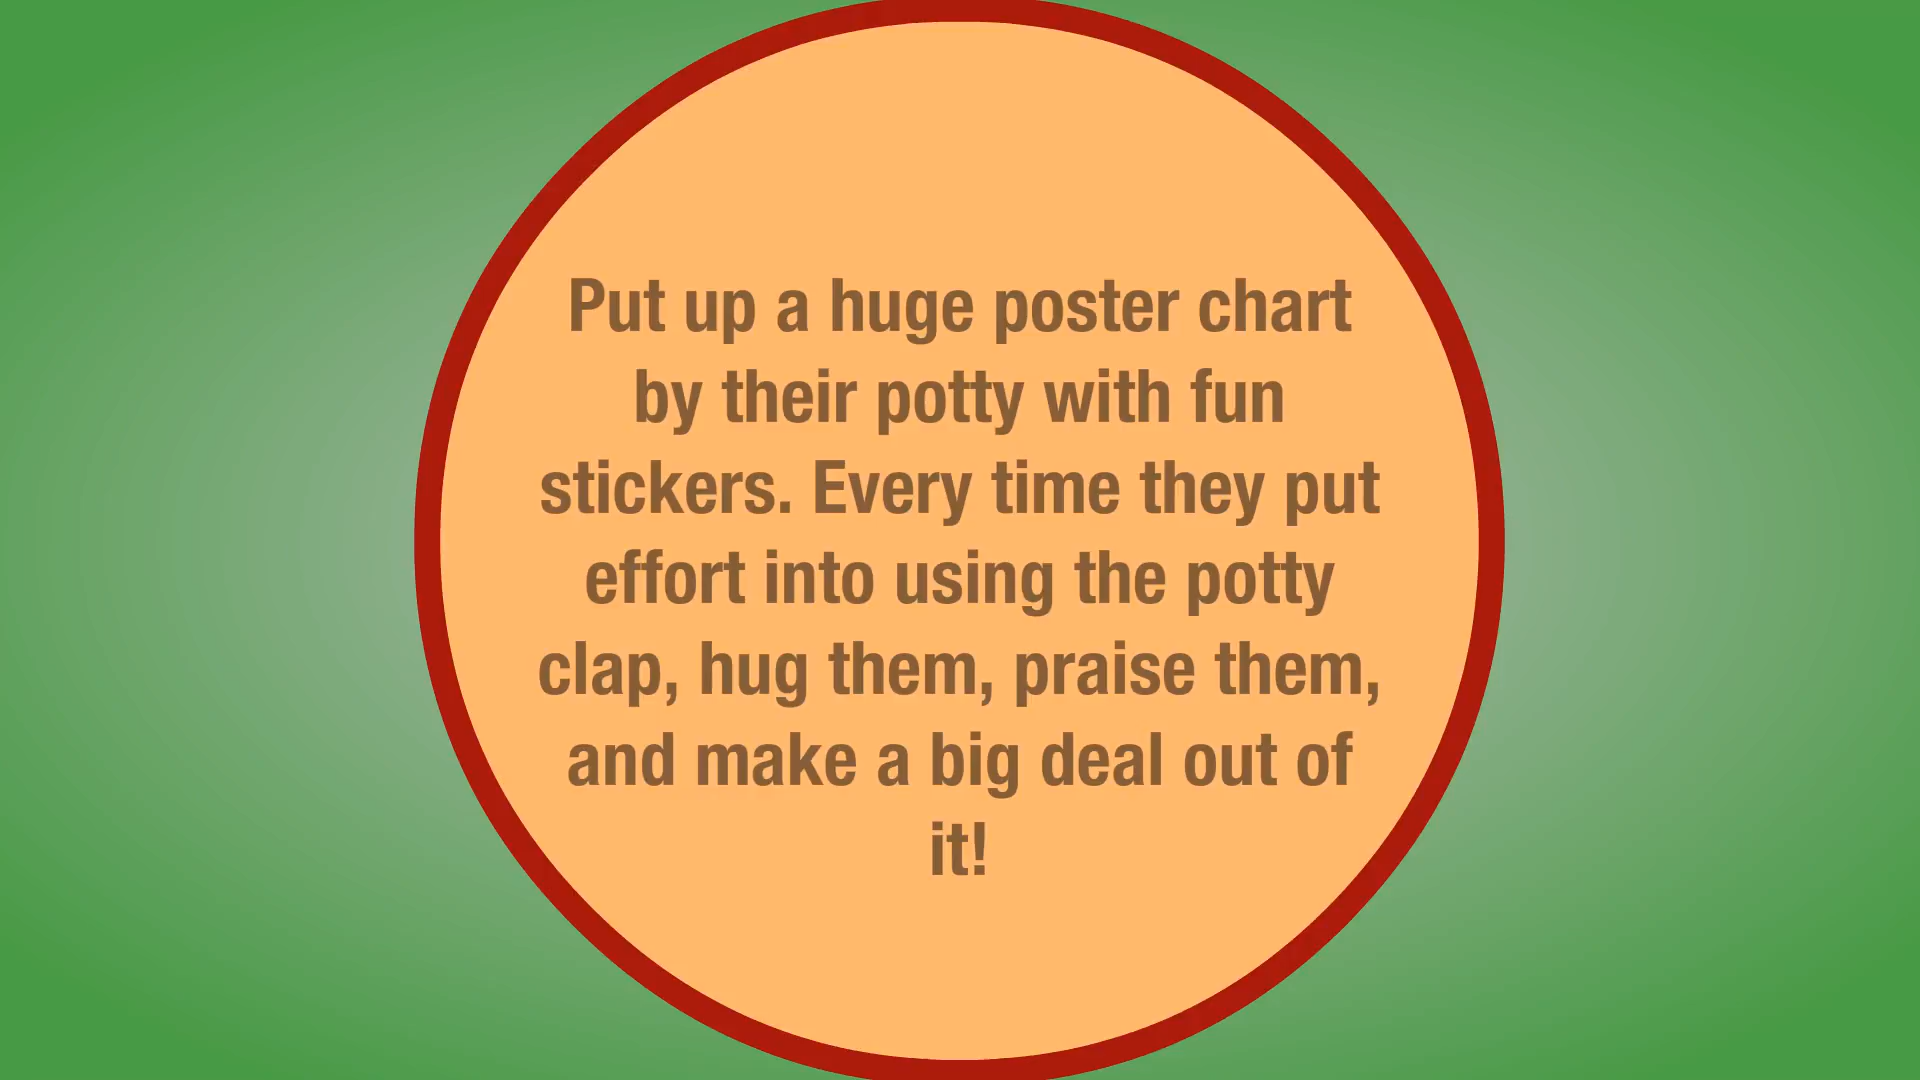 Put up a huge poster chart
by their potty with fun
stickers. Every time they put
effort into using the potty
clap, hug them, praise them,
and make a big deal out of
it!